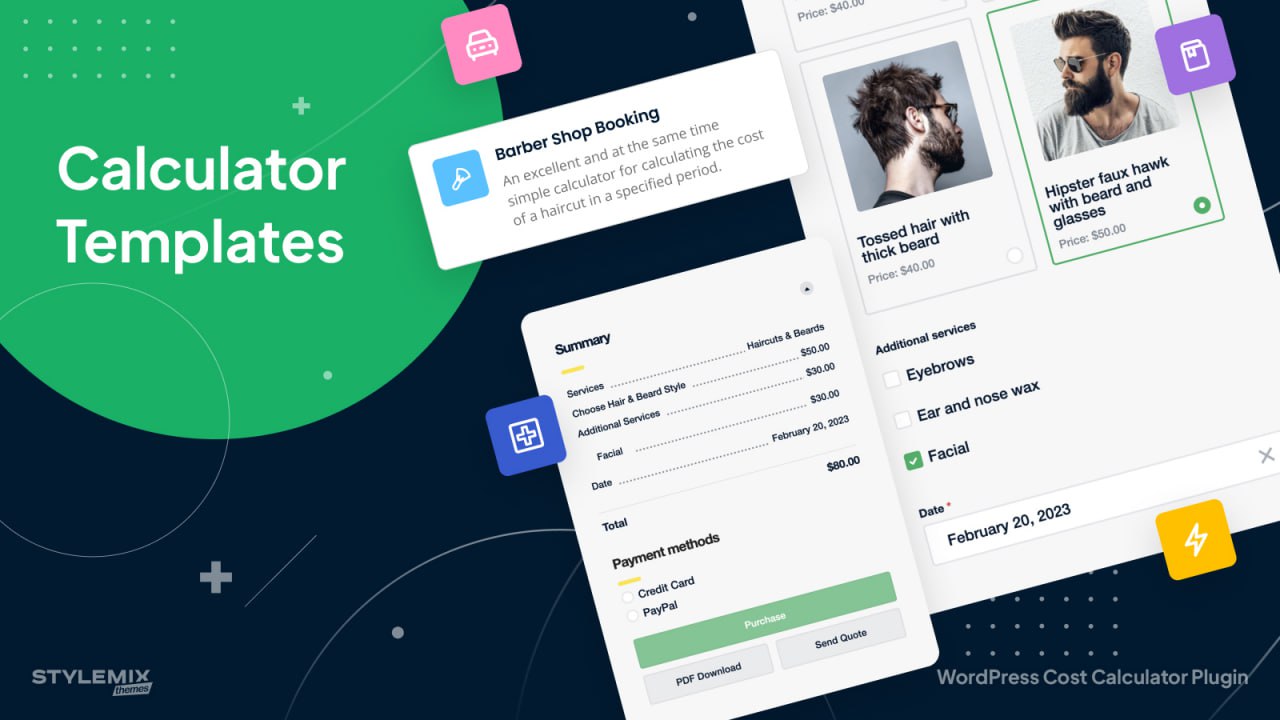 Calculator
Templates
Barber Shop Booking
An excellent and at the same time
simple calculator for calculating the cost
of a haircut in a specified period.
Price: $40.00
Tossed hair with
thick beard
Price: $40.00
Hipster faux hawk
with beard and
glasses
Price: $50.00
Summary
Services Haircuts & Beards
Choose Hair & Beard Style $50.00
Additional Services $30.00
Facial $30.00
Date February 20, 2023
Total $80.00
Payment methods
Credit Card
PayPal
Purchase
PDF Download
Send Quote
Additional services
Eyebrows
Ear and nose wax
Facial
Date *
February 20, 2023
STYLEMIX
themes
WordPress Cost Calculator Plugin